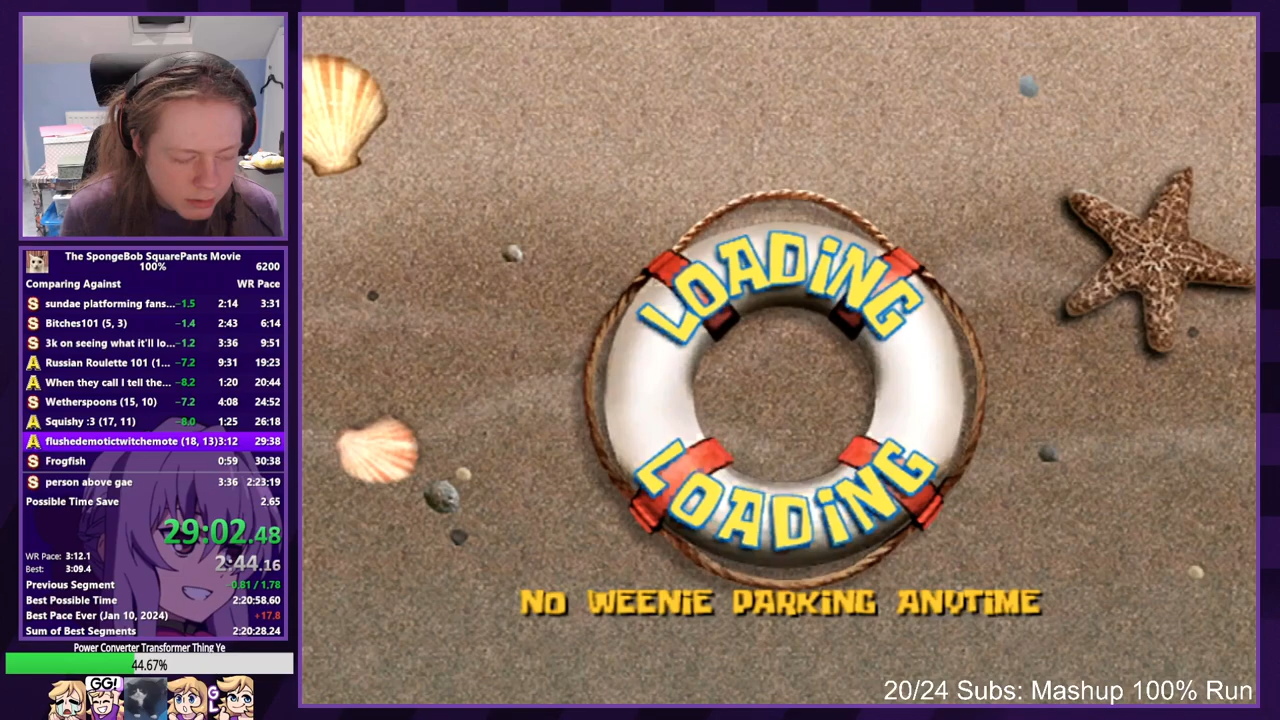 The SpongeBob SquarePants Movie
100% 6200
Comparing Against WR Pace
S sundae platforming fans... −1.5 2:14 3:31
S Bitches101 (5, 3) −1.4 2:43 6:14
S 3k on seeing what it'll lo... −1.2 3:36 9:51
A Russian Roulette 101 (1... −7.2 9:31 19:23
A When they call I tell the... −8.2 1:20 20:44
S Wetherspoons (15, 10) −7.2 4:08 24:52
A Squishy :3 (17, 11) −8.0 1:25 26:18
A flushedemotictwitchemote (18, 13) 3:12 29:38
S Frogfish 0:59 30:38
S person above gae 3:36 2:23:19
Possible Time Save 2.65
29:02.48
WR Pace: 3:12.1
Best: 3:09.4
2:44.16
Previous Segment −0.81 / 1.78
Best Possible Time 2:20:58.60
Best Pace Ever (Jan 10, 2024) +17.8
Sum of Best Segments 2:20:28.24
Power Converter Transformer Thing Ye
44.67%
GG!
GL
LOADING
LOADING
NO WEENIE PARKING ANYTIME
20/24 Subs: Mashup 100% Run